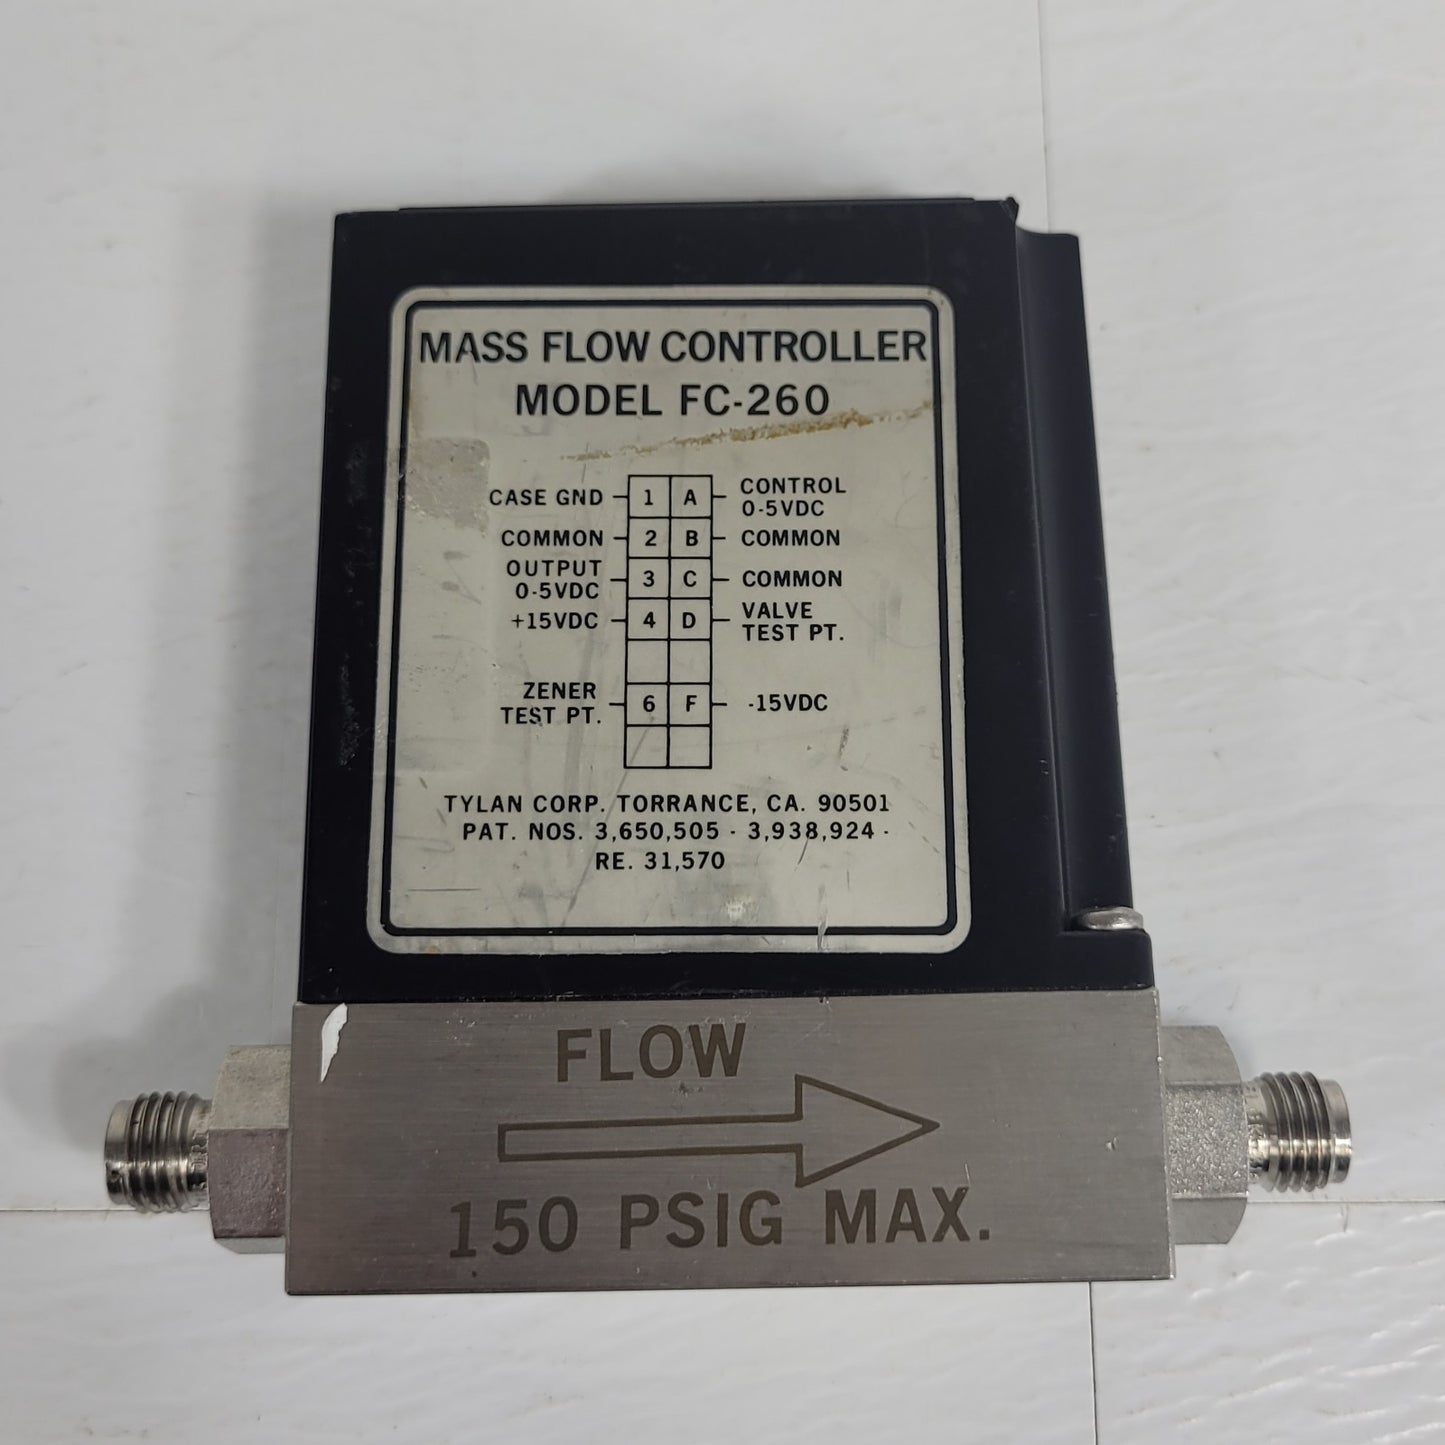 MASS FLOW CONTROLLER
MODEL FC-260
CASE GND 1 A CONTROL 0-5VDC
COMMON 2 B COMMON
OUTPUT 0-5VDC 3 C COMMON
+15VDC 4 D VALVE TEST PT.
ZENER TEST PT. 6 F -15VDC
TYLAN CORP. TORRANCE, CA. 90501
PAT. NOS. 3,650,505 - 3,938,924 -
RE. 31,570
FLOW
150 PSIG MAX.